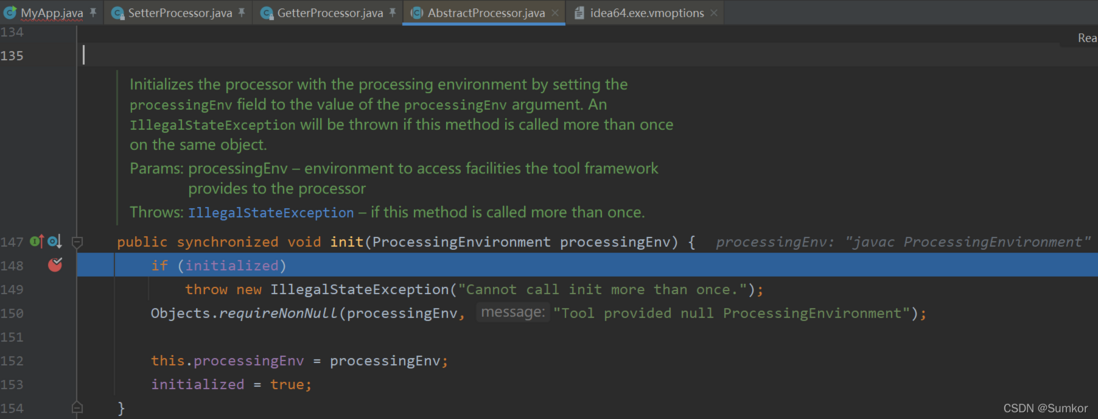 MyApp.java SetterProcessor.java GetterProcessor.java AbstractProcessor.java idea64.exe.vmoptions
134
Rea
135
Initializes the processor with the processing environment by setting the
processingEnv field to the value of the processingEnv argument. An
IllegalStateException will be thrown if this method is called more than once
on the same object.
Params: processingEnv – environment to access facilities the tool framework
provides to the processor
Throws: IllegalStateException – if this method is called more than once.
147 public synchronized void init(ProcessingEnvironment processingEnv) { processingEnv: "javac ProcessingEnvironment"
148 if (initialized)
149 throw new IllegalStateException("Cannot call init more than once.");
150 Objects.requireNonNull(processingEnv, message: "Tool provided null ProcessingEnvironment");
151
152 this.processingEnv = processingEnv;
153 initialized = true;
154 }
CSDN @Sumkor